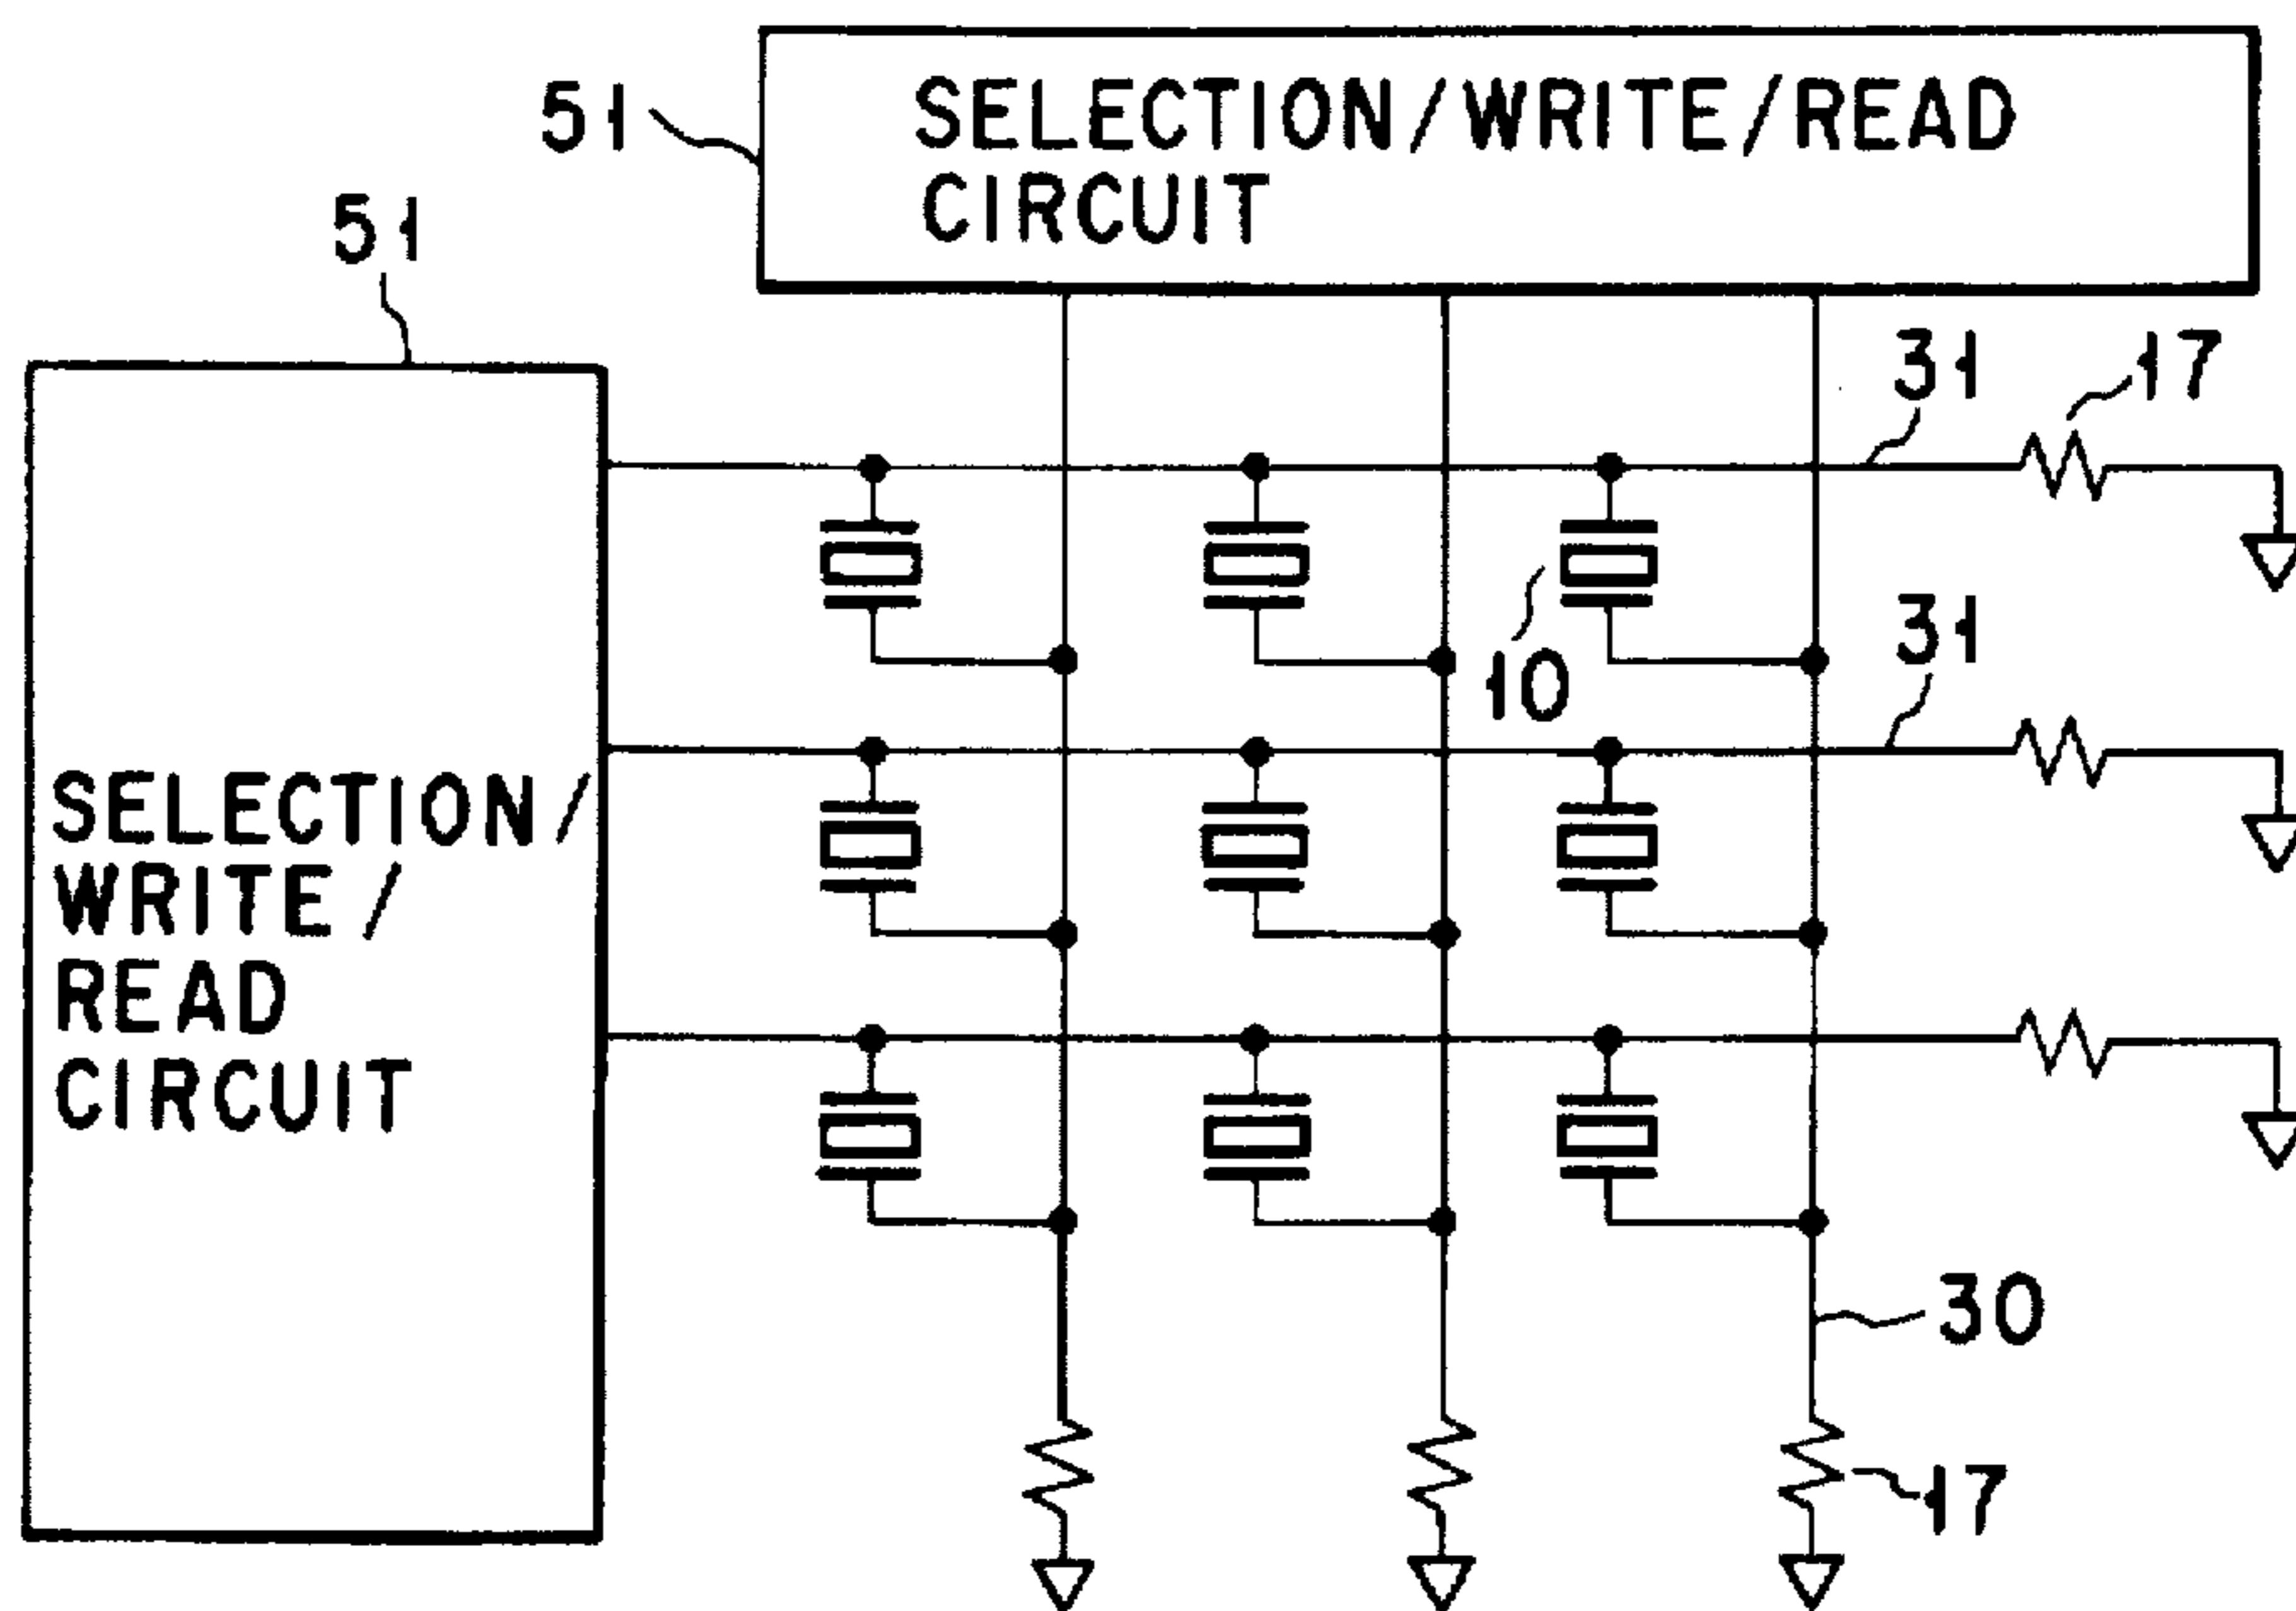 51
SELECTION/WRITE/READ
CIRCUIT
51
31
17
10
31
SELECTION/
WRITE/
READ
CIRCUIT
30
17